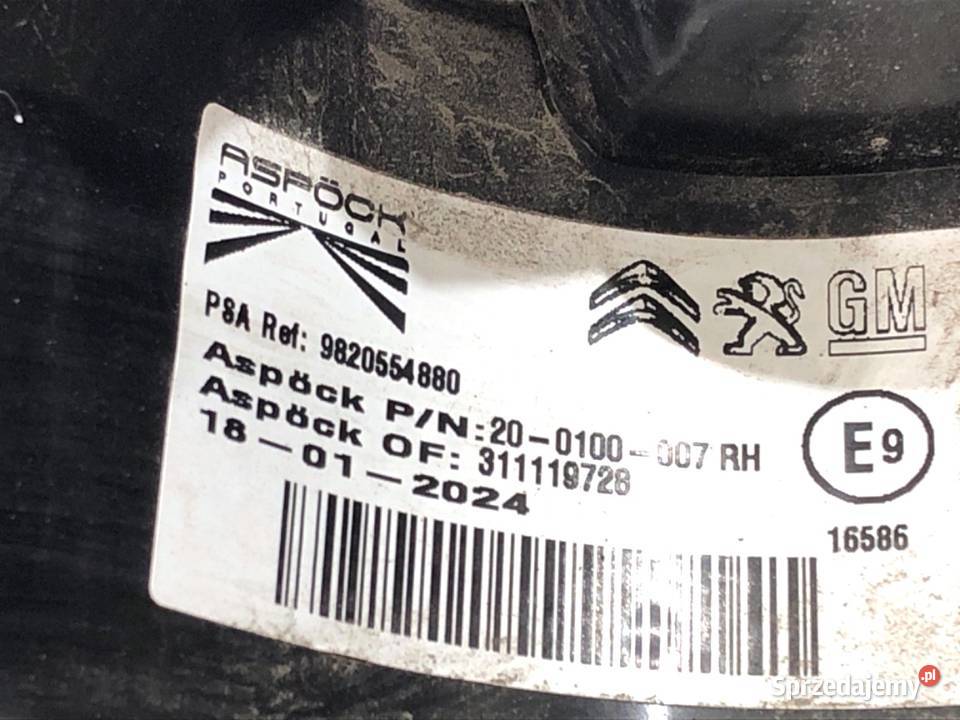 ASPÖCK
PORTUGAL
GM
PSA Ref: 9820554880
Aspöck P/N:20-0100-007 RH
Aspöck OF: 311119728
18-01-2024
E9
16586
Sprzedajemy.pl